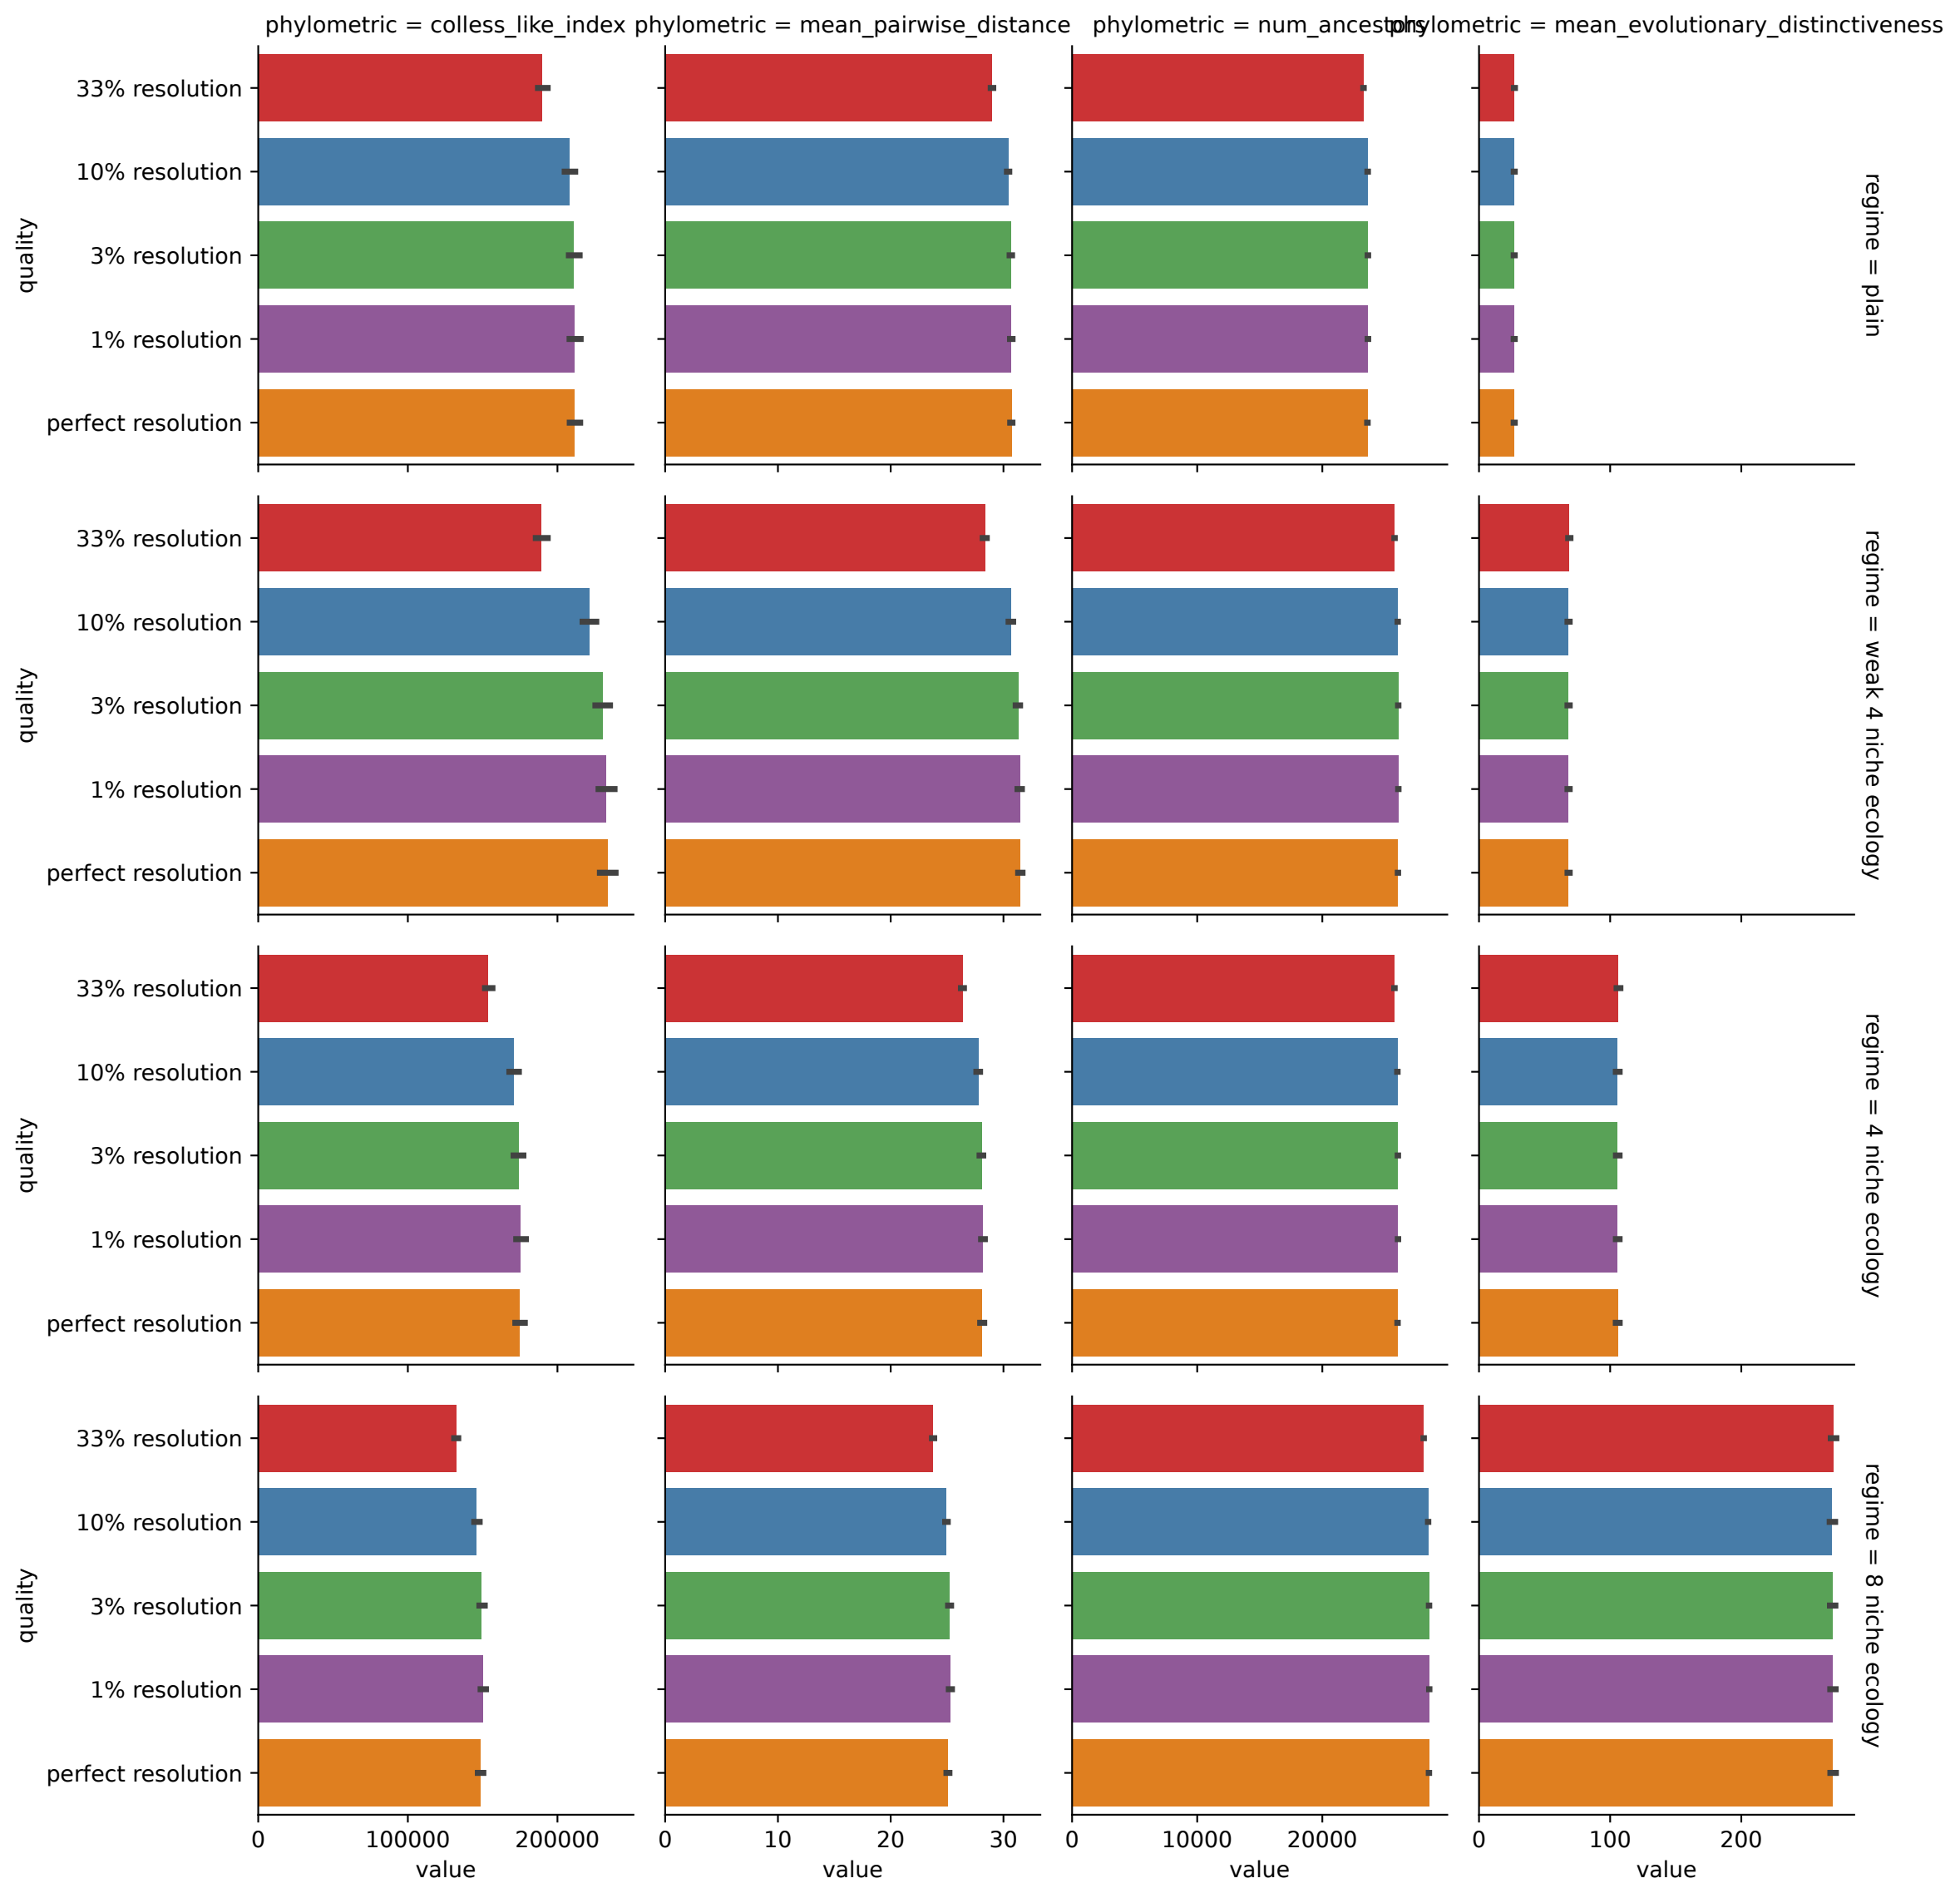 phylometric = colless_like_index
phylometric = mean_pairwise_distance
phylometric = num_ancestors
phylometric = mean_evolutionary_distinctiveness
quality
33% resolution
10% resolution
3% resolution
1% resolution
perfect resolution
regime = plain
quality
33% resolution
10% resolution
3% resolution
1% resolution
perfect resolution
regime = weak 4 niche ecology
quality
33% resolution
10% resolution
3% resolution
1% resolution
perfect resolution
regime = 4 niche ecology
quality
33% resolution
10% resolution
3% resolution
1% resolution
perfect resolution
regime = 8 niche ecology
0 100000 200000
0 10 20 30
0 10000 20000
0 100 200
value
value
value
value